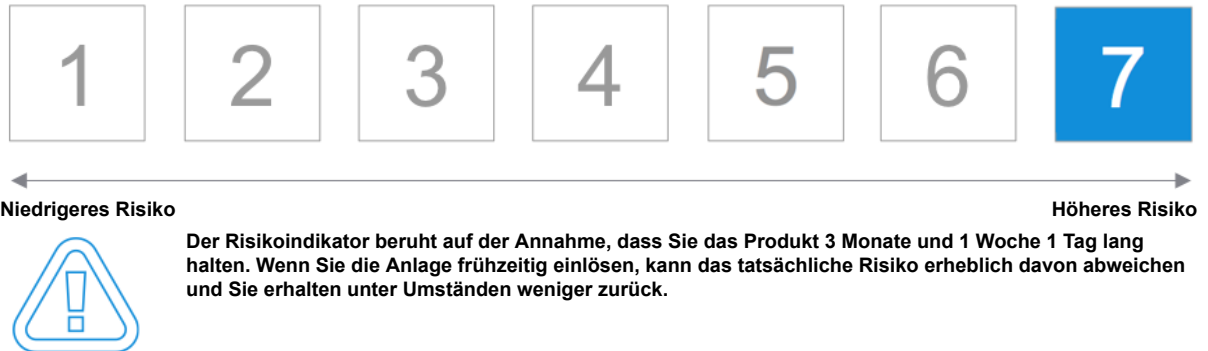 1 2 3 4 5 6 7
Niedrigeres Risiko Höheres Risiko
Der Risikoindikator beruht auf der Annahme, dass Sie das Produkt 3 Monate und 1 Woche 1 Tag lang
halten. Wenn Sie die Anlage frühzeitig einlösen, kann das tatsächliche Risiko erheblich davon abweichen
und Sie erhalten unter Umständen weniger zurück.